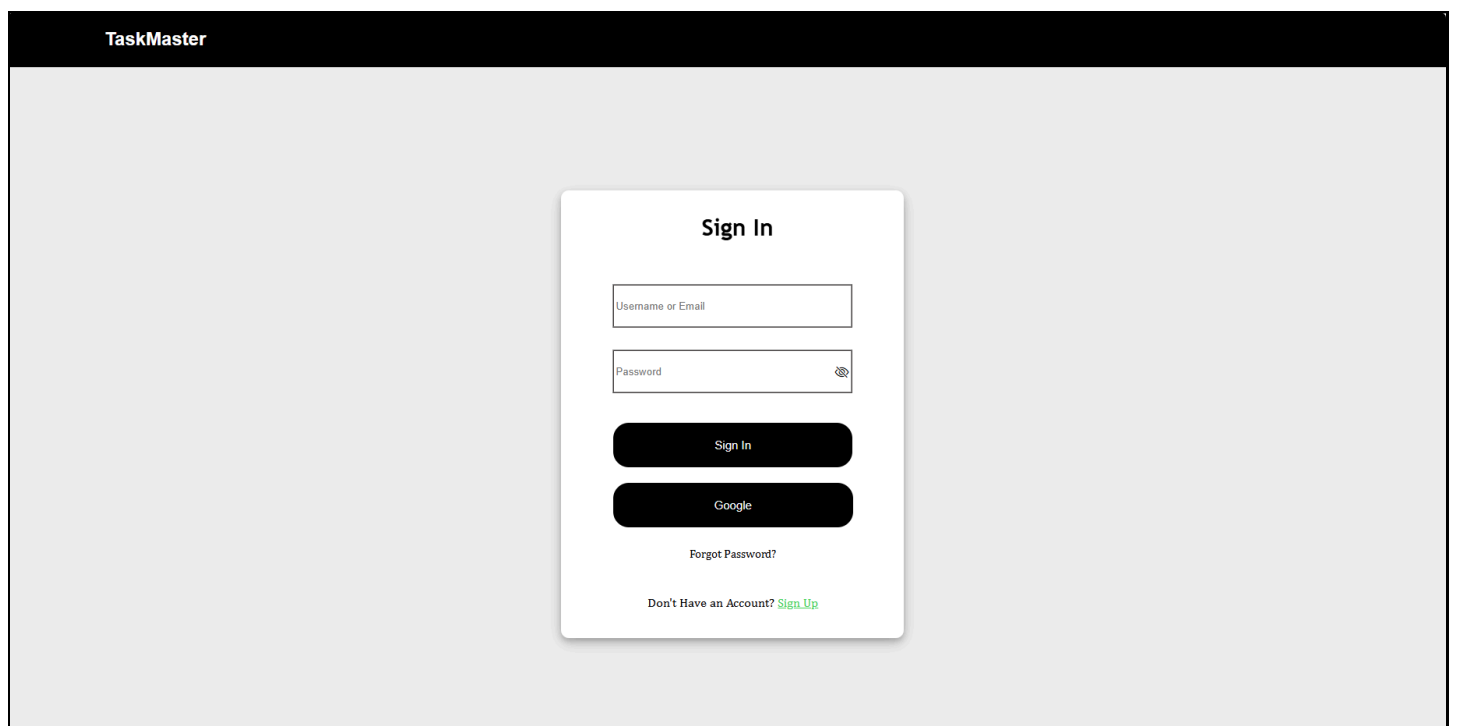 TaskMaster
Sign In
Username or Email
Password
Sign In
Google
Forgot Password?
Don't Have an Account? Sign Up